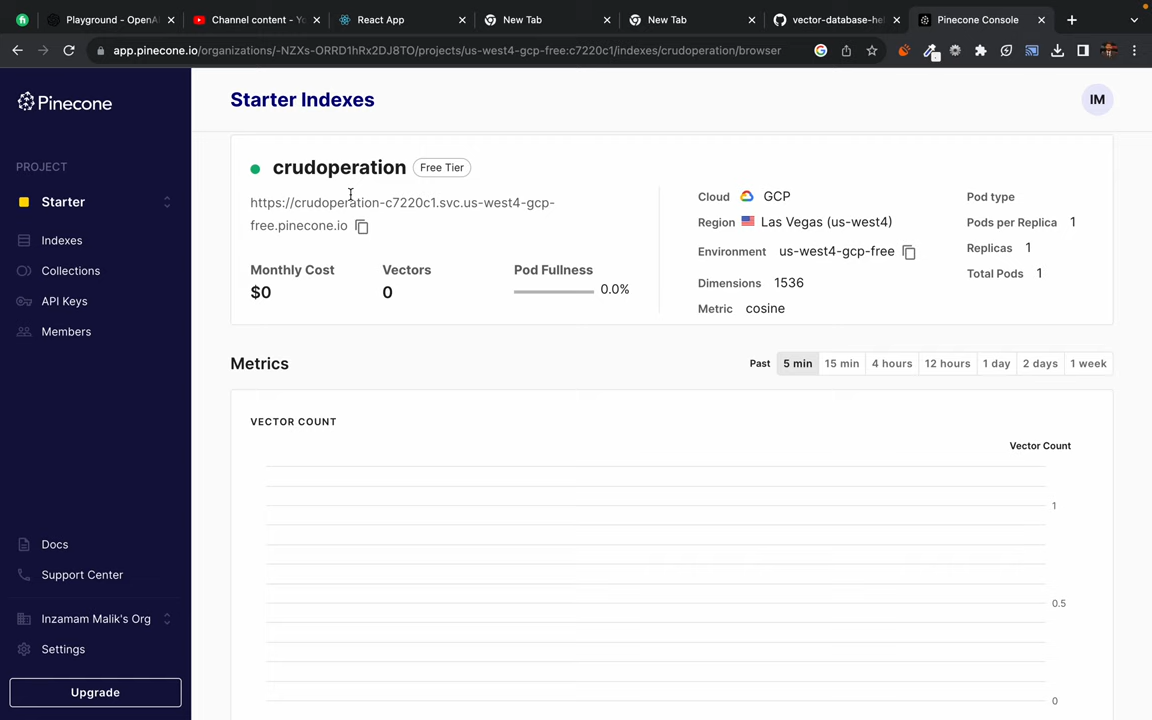 Playground - OpenA
Channel content - Yo
React App
New Tab
New Tab
vector-database-hel
Pinecone Console
app.pinecone.io/organizations/-NZXs-ORRD1hRx2DJ8TO/projects/us-west4-gcp-free:c7220c1/indexes/crudoperation/browser
Pinecone
PROJECT
Starter
Indexes
Collections
API Keys
Members
Docs
Support Center
Inzamam Malik's Org
Settings
Upgrade
Starter Indexes
IM
crudoperation
Free Tier
https://crudoperation-c7220c1.svc.us-west4-gcp-
free.pinecone.io
Monthly Cost
$0
Vectors
0
Pod Fullness
0.0%
Cloud GCP
Region Las Vegas (us-west4)
Environment us-west4-gcp-free
Dimensions 1536
Metric cosine
Pod type
Pods per Replica 1
Replicas 1
Total Pods 1
Metrics
Past 5 min 15 min 4 hours 12 hours 1 day 2 days 1 week
VECTOR COUNT
Vector Count
1
0.5
0